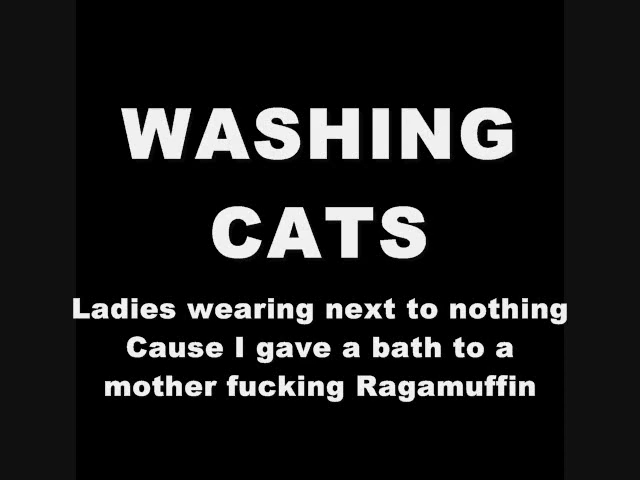 WASHING
CATS
Ladies wearing next to nothing
Cause I gave a bath to a
mother fucking Ragamuffin